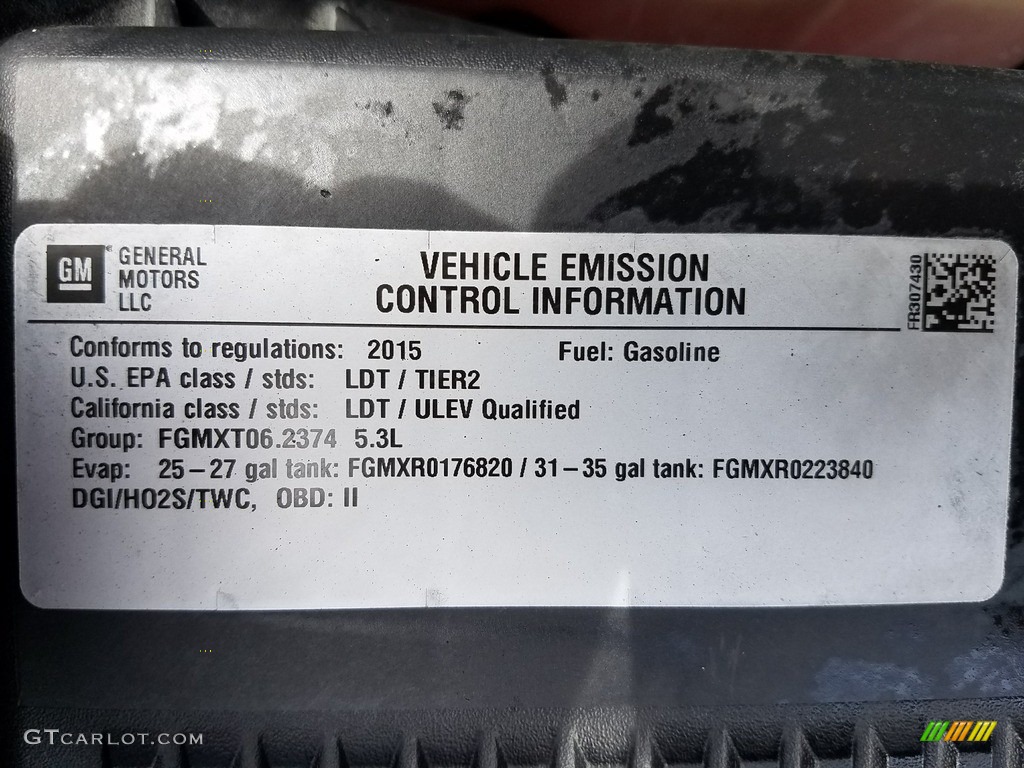 GM GENERAL MOTORS LLC
VEHICLE EMISSION
CONTROL INFORMATION
FR307430
Conforms to regulations: 2015 Fuel: Gasoline
U.S. EPA class / stds: LDT / TIER2
California class / stds: LDT / ULEV Qualified
Group: FGMXT06.2374 5.3L
Evap: 25–27 gal tank: FGMXR0176820 / 31–35 gal tank: FGMXR0223840
DGI/HO2S/TWC, OBD: II
GTCARLOT.COM